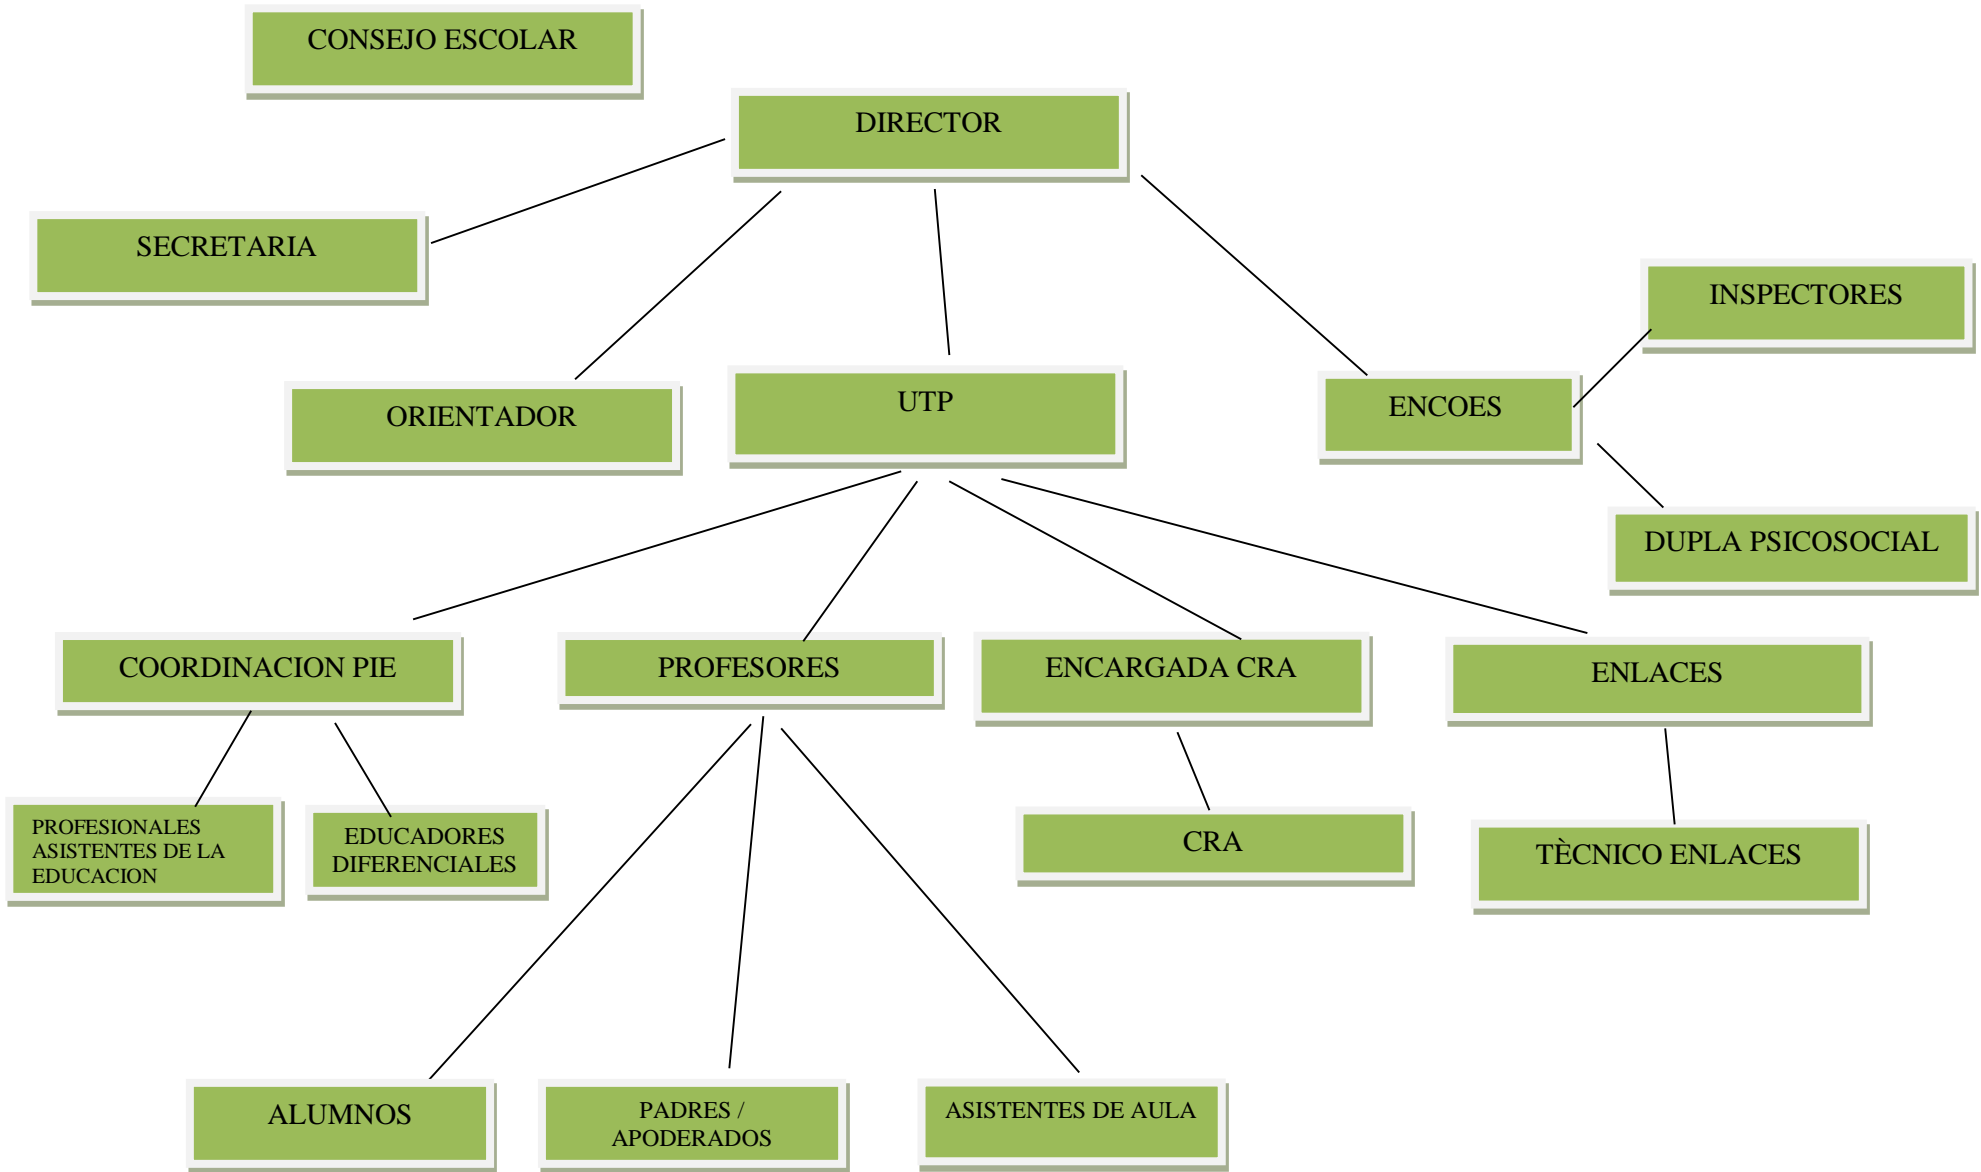 CONSEJO ESCOLAR
DIRECTOR
SECRETARIA
INSPECTORES
ORIENTADOR
UTP
ENCOES
DUPLA PSICOSOCIAL
COORDINACION PIE
PROFESORES
ENCARGADA CRA
ENLACES
PROFESIONALES
ASISTENTES DE LA
EDUCACION
EDUCADORES
DIFERENCIALES
CRA
TÈCNICO ENLACES
ALUMNOS
PADRES /
APODERADOS
ASISTENTES DE AULA